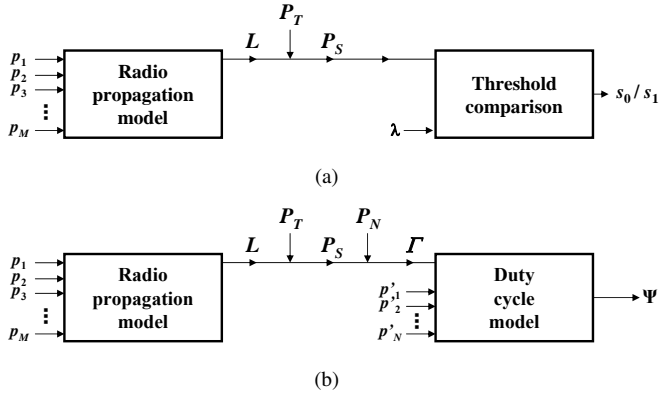 P_T
L P_S
p_1
p_2
p_3
⋮
p_M
Radio
propagation
model
Threshold
comparison
λ
s_0 / s_1
(a)
P_T P_N
L P_S Γ
p_1
p_2
p_3
⋮
p_M
Radio
propagation
model
p'_1
p'_2
⋮
p'_N
Duty
cycle
model
Ψ
(b)